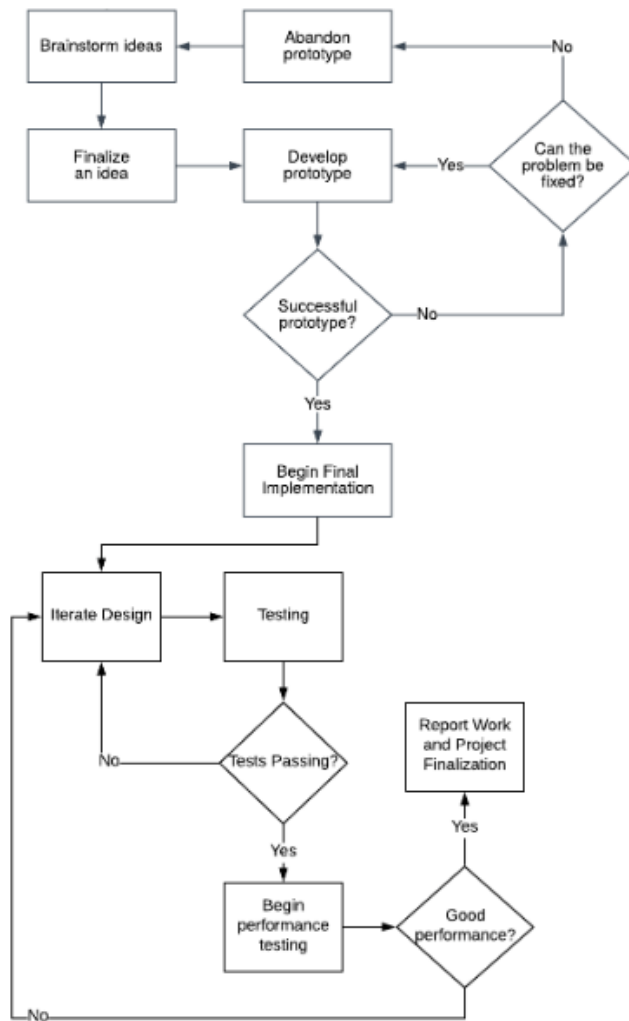 Brainstorm ideas
Abandon
prototype
No
Finalize
an idea
Develop
prototype
Yes
Can the
problem be
fixed?
Successful
prototype?
No
Yes
Begin Final
Implementation
Iterate Design
Testing
Report Work
and Project
Finalization
No
Tests Passing?
Yes
Yes
Begin
performance
testing
Good
performance?
No